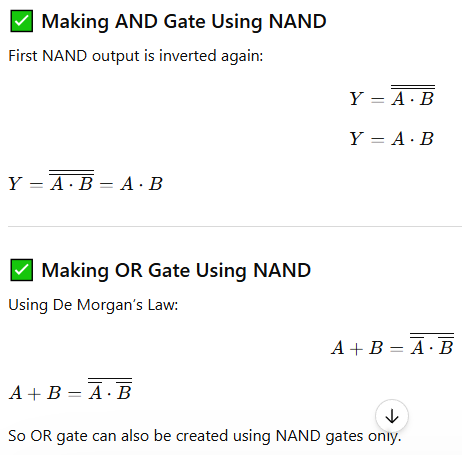 ✅ Making AND Gate Using NAND
First NAND output is inverted again:
$Y = \overline{\overline{A \cdot B}}$
$Y = A \cdot B$
$Y = \overline{\overline{A \cdot B}} = A \cdot B$
✅ Making OR Gate Using NAND
Using De Morgan’s Law:
$A + B = \overline{\overline{A} \cdot \overline{B}}$
$A + B = \overline{\overline{A} \cdot \overline{B}}$
So OR gate can also be created using NAND gates only.